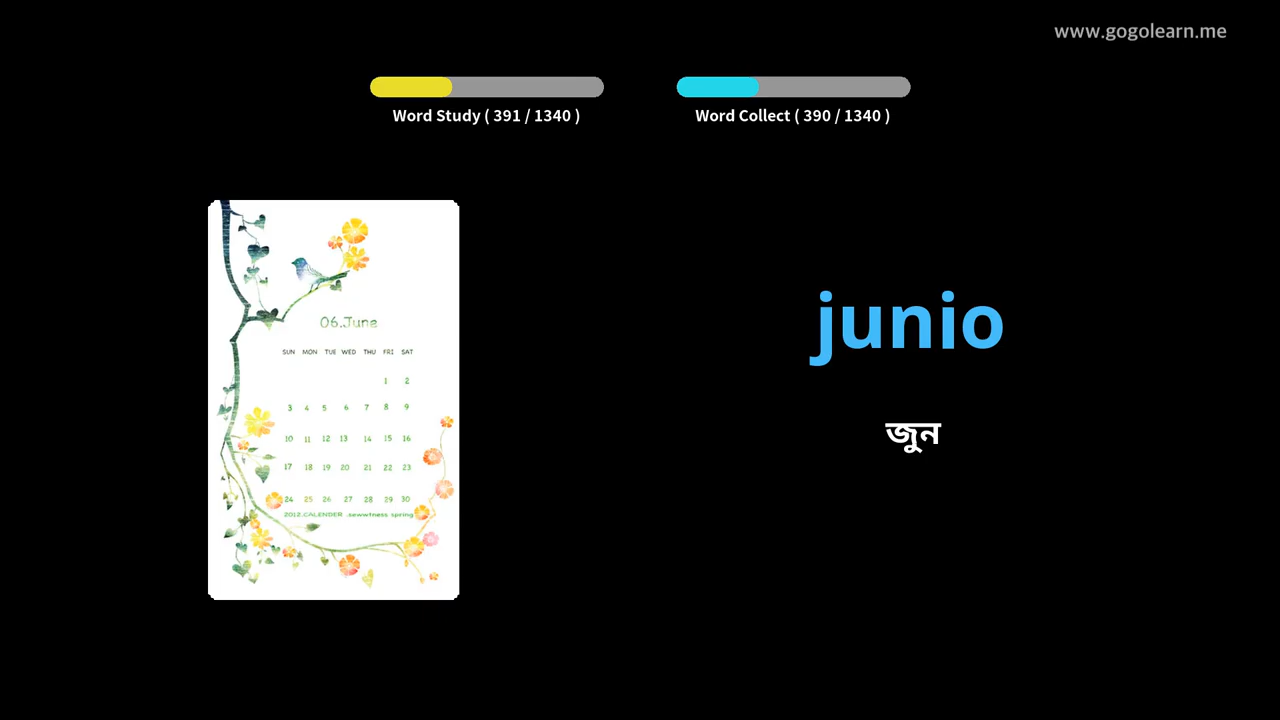 www.gogolearn.me
Word Study ( 391 / 1340 )
Word Collect ( 390 / 1340 )
06.June
SUN MON TUE WED THU FRI SAT
1 2
3 4 5 6 7 8 9
10 11 12 13 14 15 16
17 18 19 20 21 22 23
24 25 26 27 28 29 30
2012.CALENDER .sewwtness spring
junio
জুন